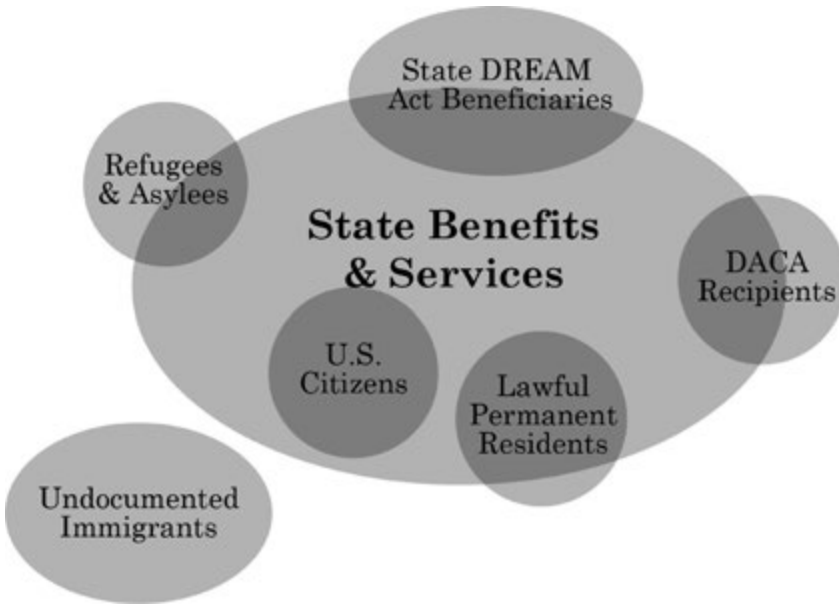 State DREAM
Act Beneficiaries
Refugees
& Asylees
State Benefits
& Services
DACA
Recipients
U.S.
Citizens
Lawful
Permanent
Residents
Undocumented
Immigrants